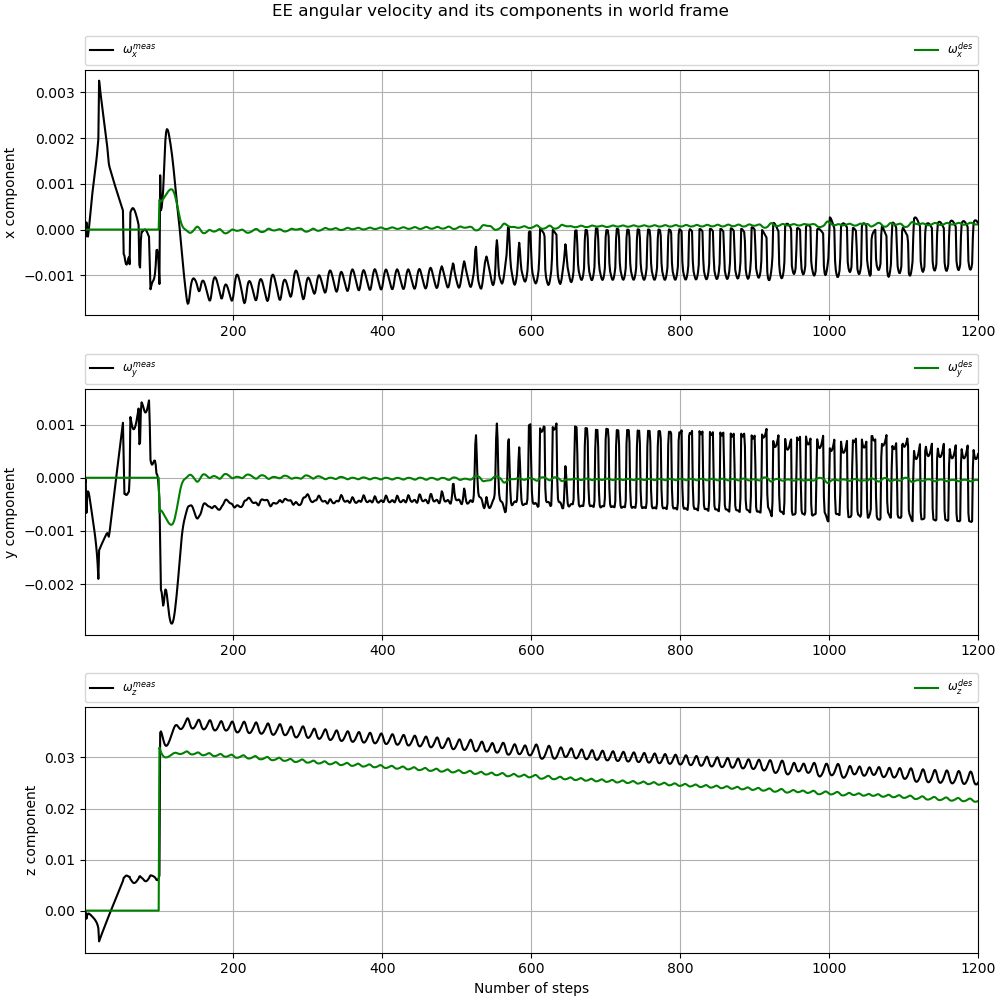 EE angular velocity and its components in world frame
ω_x^meas ω_x^des
0.003
0.002
0.001
0.000
−0.001
x component
200 400 600 800 1000 1200
ω_y^meas ω_y^des
0.001
0.000
−0.001
−0.002
y component
200 400 600 800 1000 1200
ω_z^meas ω_z^des
0.03
0.02
0.01
0.00
z component
200 400 600 800 1000 1200
Number of steps